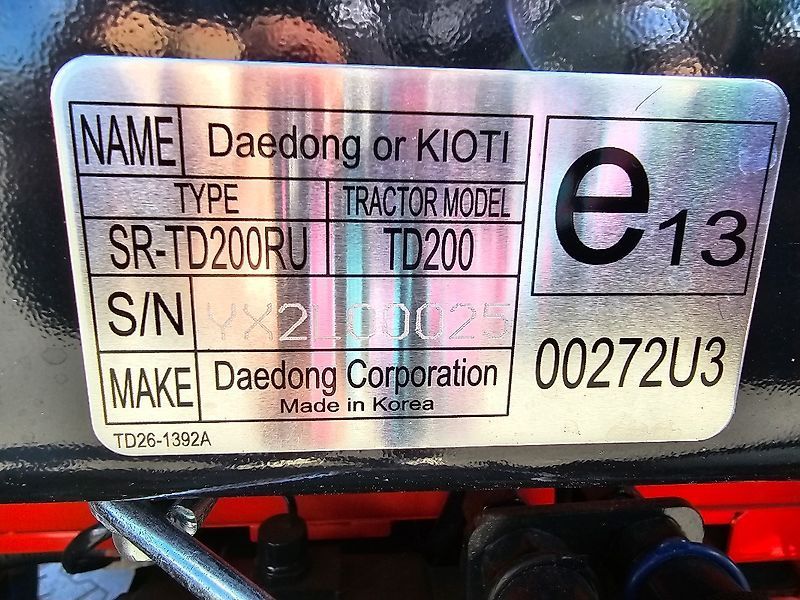 NAME Daedong or KIOTI
TYPE TRACTOR MODEL
SR-TD200RU TD200
S/N YX2L00025
MAKE Daedong Corporation
Made in Korea
TD26-1392A
e13
00272U3